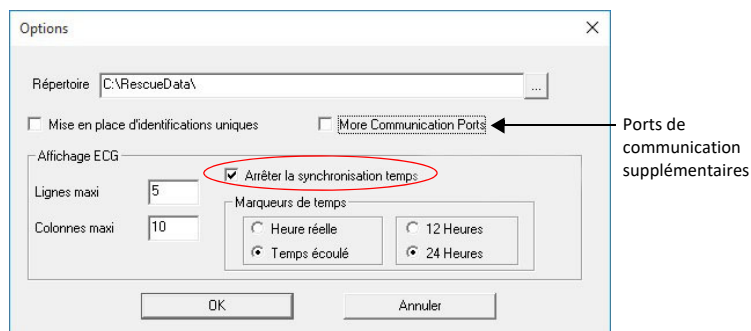 Options
Répertoire C:\RescueData\ ...
Mise en place d'identifications uniques More Communication Ports
Ports de
communication
supplémentaires
Affichage ECG
Arrêter la synchronisation temps
Lignes maxi 5
Marqueurs de temps
Colonnes maxi 10
Heure réelle 12 Heures
Temps écoulé 24 Heures
OK Annuler